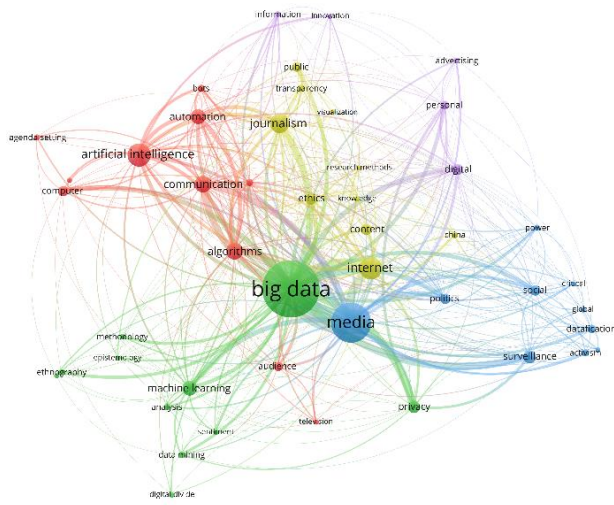 information
innovation
public
advertising
bots
transparency
personal
automation
visualization
journalism
agenda-setting
artificial intelligence
research methods
digital
computer
communication
ethics
knowledge
content
power
china
algorithms
internet
big data
social
critical
politics
global
media
datafication
methodology
activism
epistemology
surveillance
audience
ethnography
machine learning
analysis
privacy
television
sentiment
data mining
digital divide